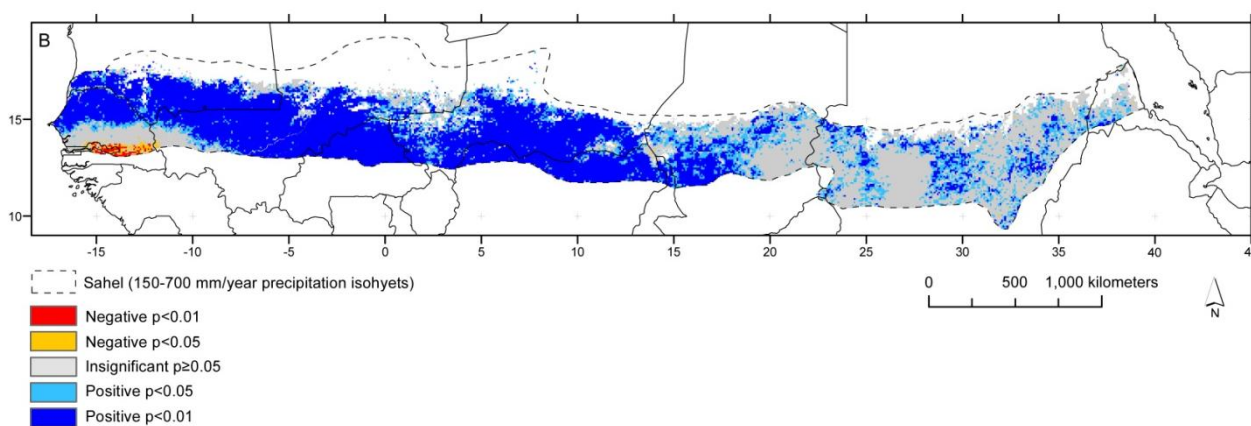 B
15
10
-15 -10 -5 0 5 10 15 20 25 30 35 40 45
Sahel (150-700 mm/year precipitation isohyets)
0 500 1,000 kilometers
N
Negative p<0.01
Negative p<0.05
Insignificant p≥0.05
Positive p<0.05
Positive p<0.01